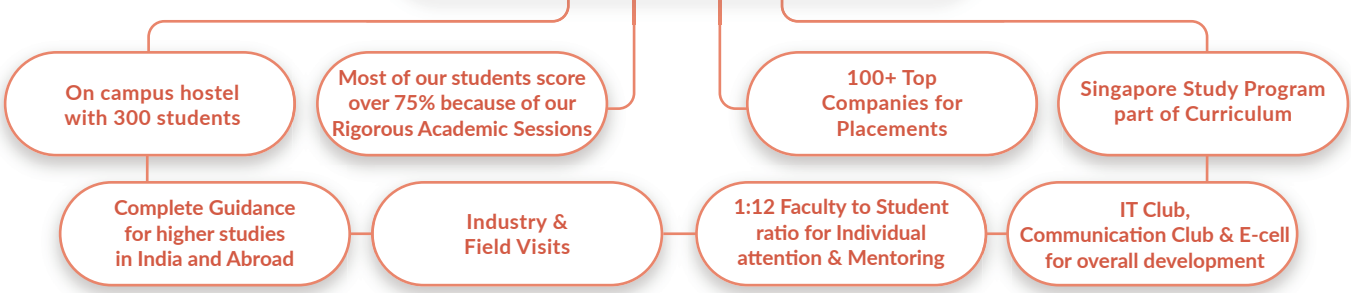 On campus hostel
with 300 students
Most of our students score
over 75% because of our
Rigorous Academic Sessions
100+ Top
Companies for
Placements
Singapore Study Program
part of Curriculum
Complete Guidance
for higher studies
in India and Abroad
Industry &
Field Visits
1:12 Faculty to Student
ratio for Individual
attention & Mentoring
IT Club,
Communication Club & E-cell
for overall development